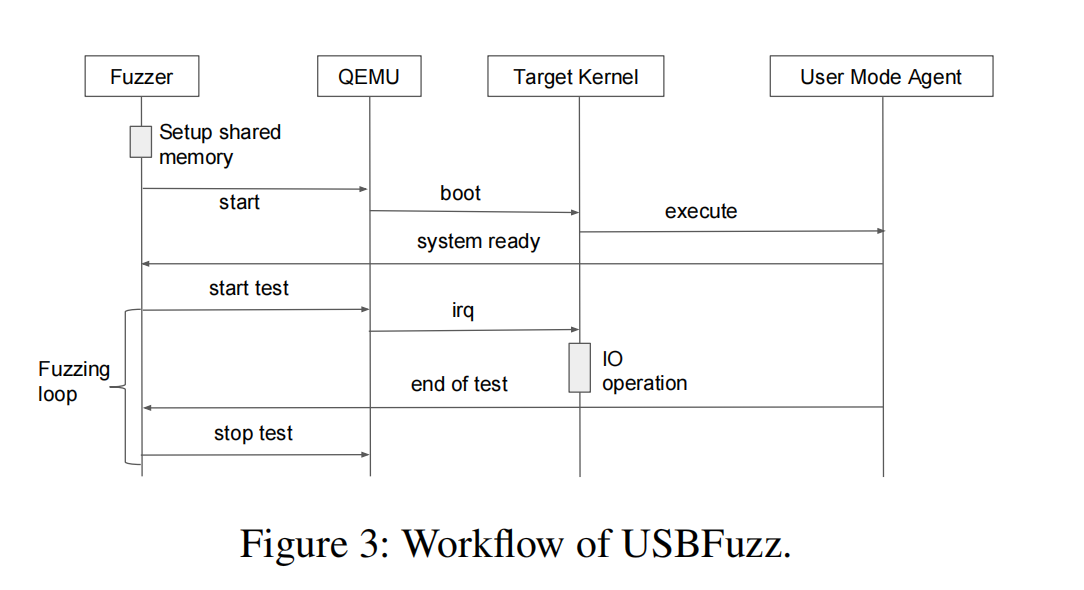 Fuzzer
QEMU
Target Kernel
User Mode Agent
Setup shared
memory
start
boot
execute
system ready
start test
irq
Fuzzing
loop
IO
operation
end of test
stop test
Figure 3: Workflow of USBFuzz.